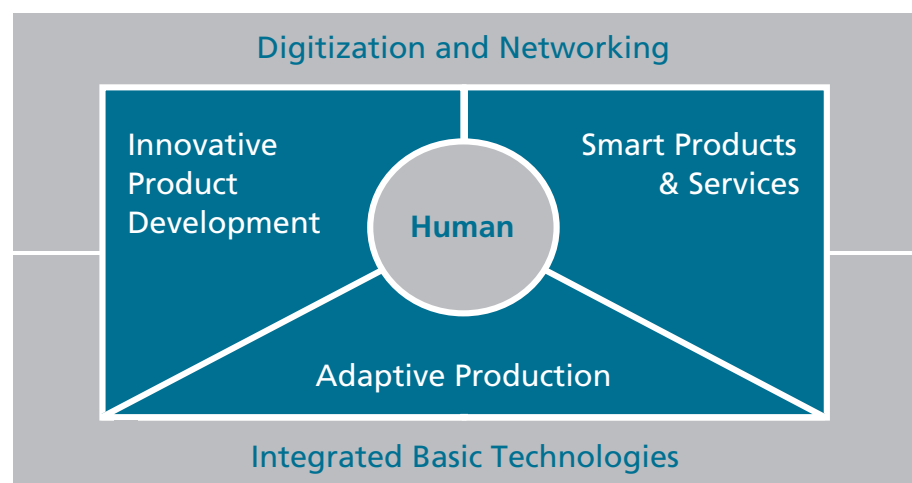 Digitization and Networking
Innovative
Product
Development
Smart Products
& Services
Human
Adaptive Production
Integrated Basic Technologies